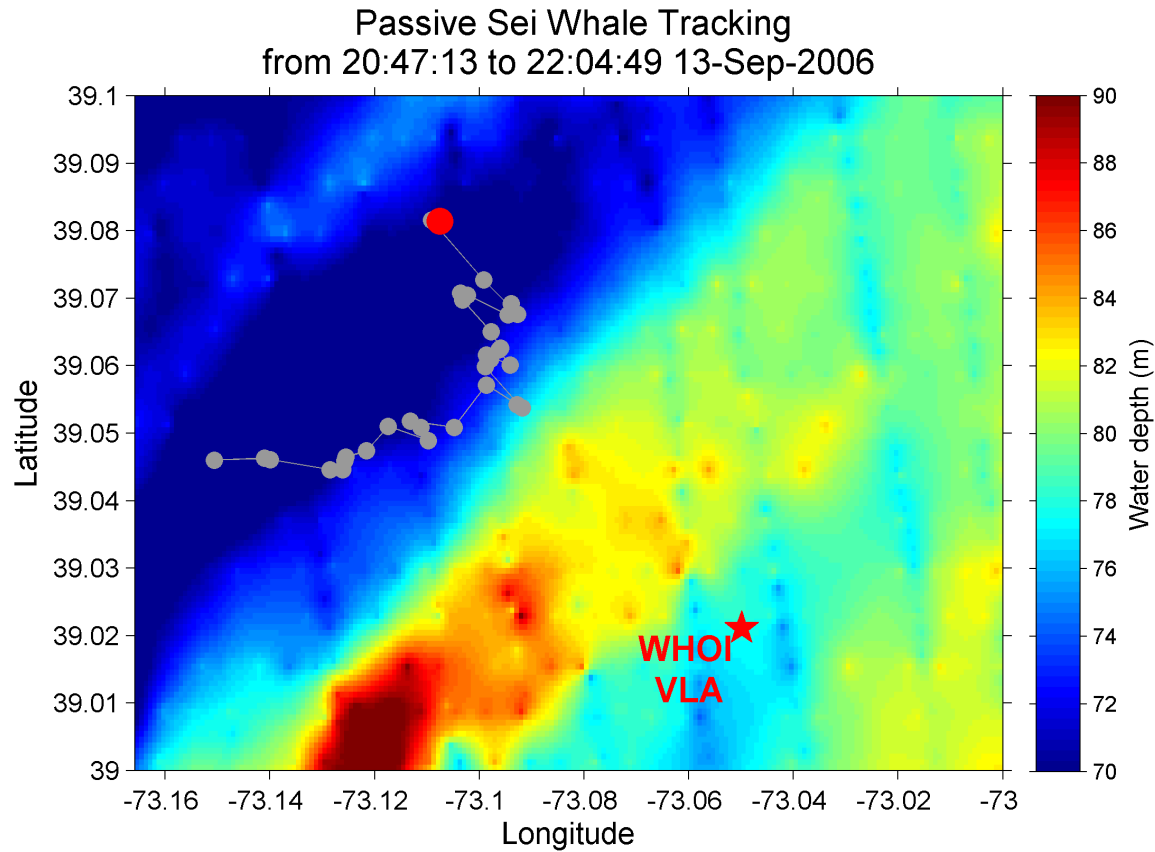 Passive Sei Whale Tracking
from 20:47:13 to 22:04:49 13-Sep-2006
39.1
39.09
39.08
39.07
39.06
39.05
39.04
39.03
39.02
39.01
39
Latitude
WHOI
VLA
-73.16 -73.14 -73.12 -73.1 -73.08 -73.06 -73.04 -73.02 -73
Longitude
90
88
86
84
82
80
78
76
74
72
70
Water depth (m)